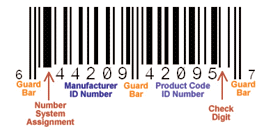 6 44209 42095 7
Guard Bar Manufacturer ID Number Guard Bar Product Code ID Number Guard Bar
Number System Assignment
Check Digit